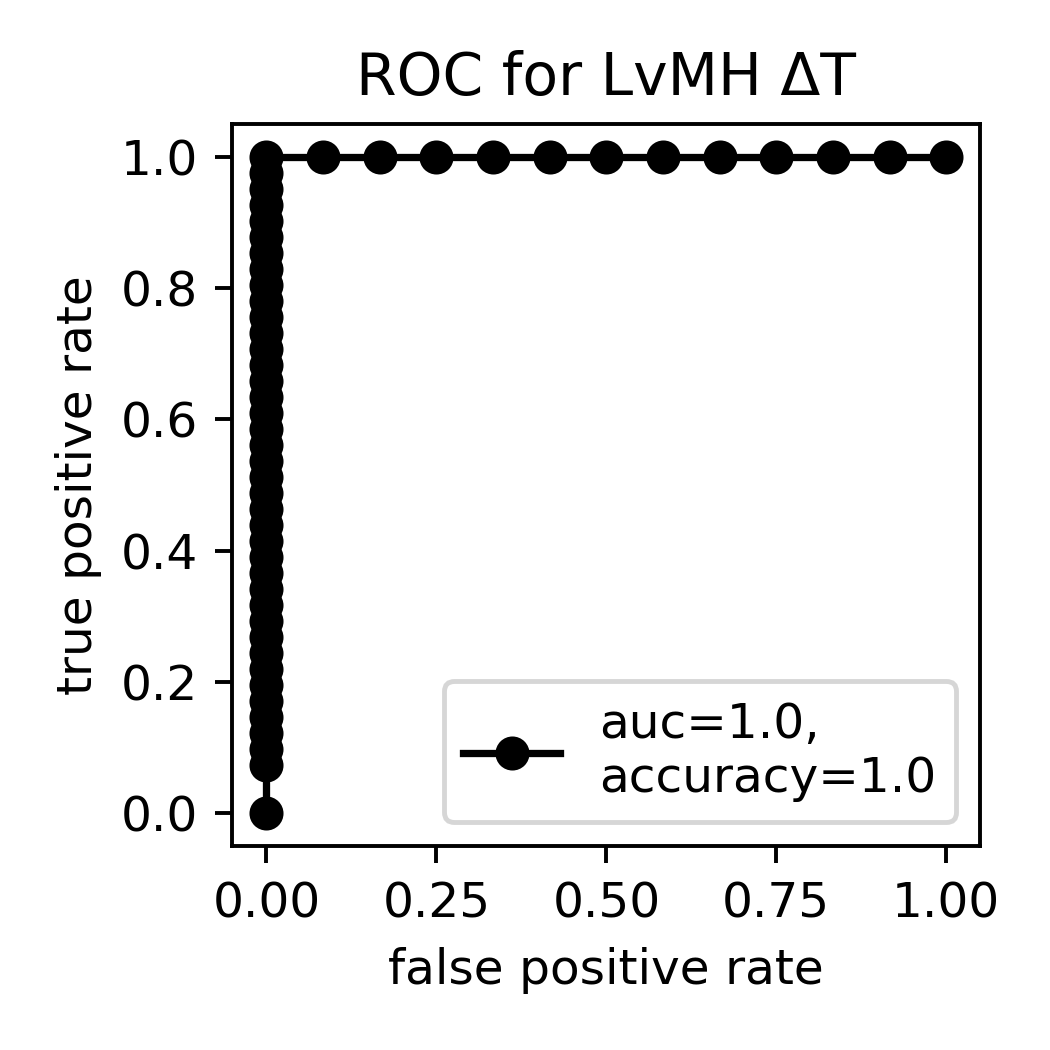 ROC for LvMH ΔT
1.0
0.8
0.6
0.4
0.2
0.0
true positive rate
auc=1.0,
accuracy=1.0
0.00 0.25 0.50 0.75 1.00
false positive rate